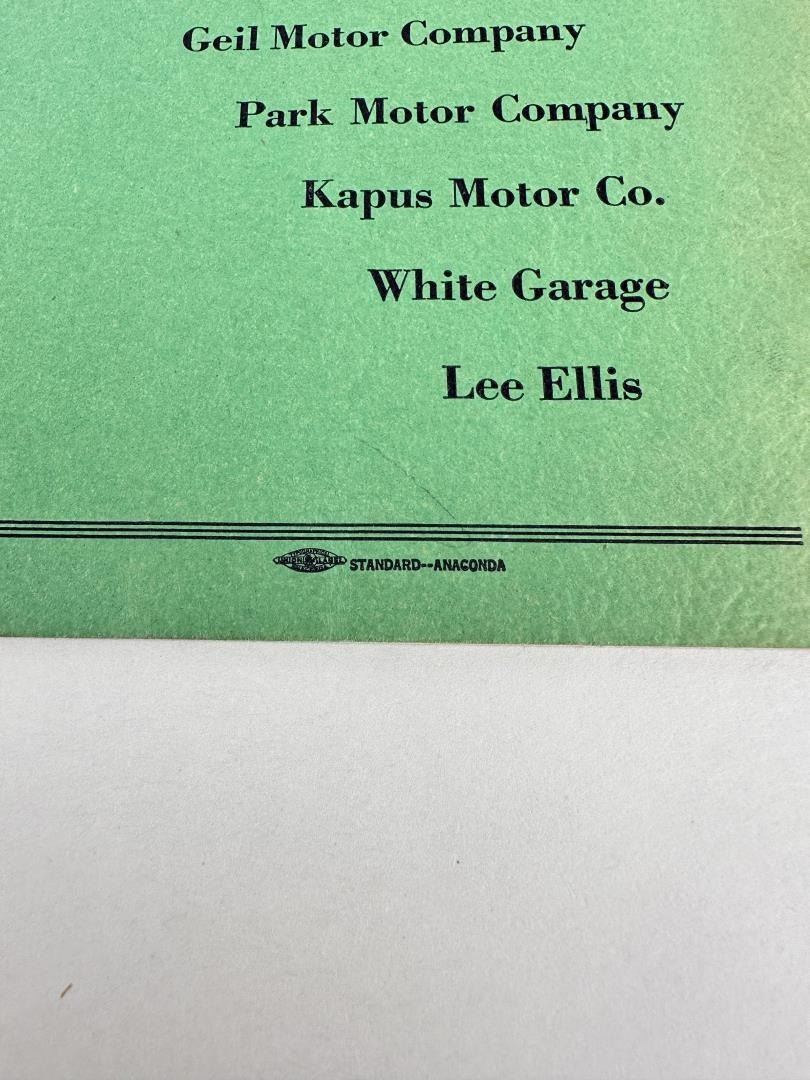 Geil Motor Company
Park Motor Company
Kapus Motor Co.
White Garage
Lee Ellis
STANDARD--ANACONDA